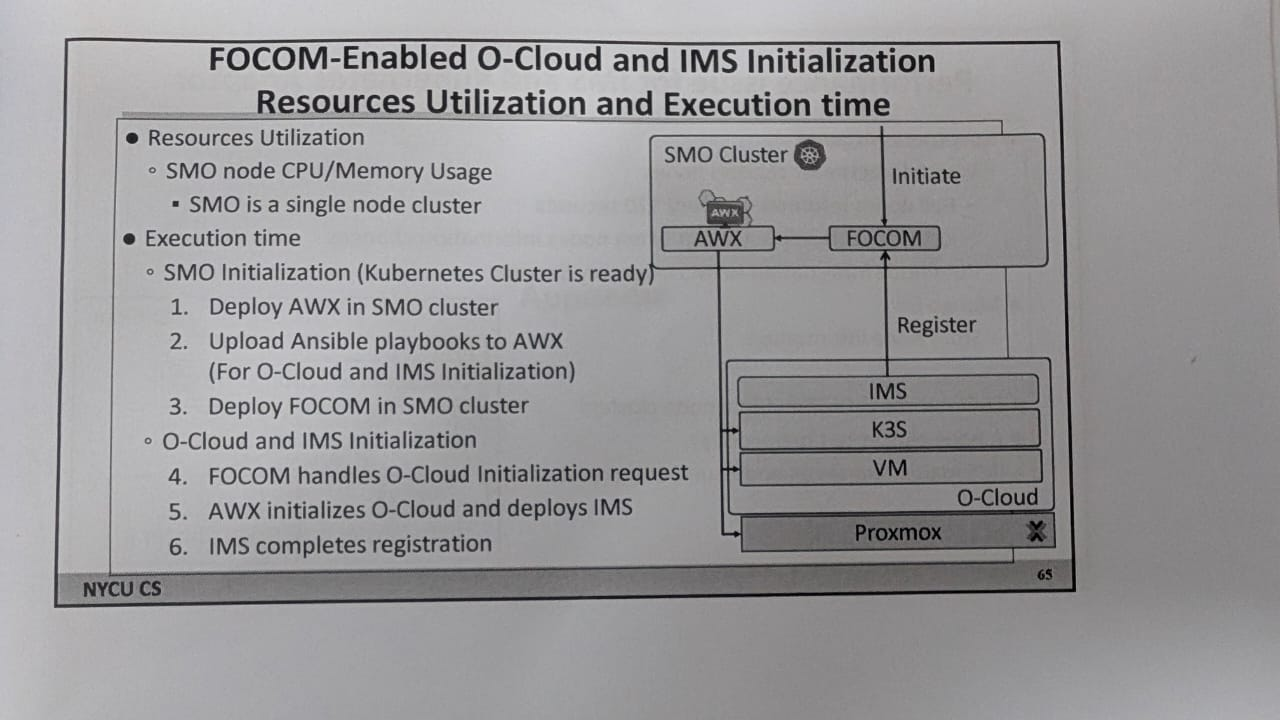 FOCOM-Enabled O-Cloud and IMS Initialization
Resources Utilization and Execution time
● Resources Utilization
∘ SMO node CPU/Memory Usage
▪ SMO is a single node cluster
● Execution time
∘ SMO Initialization (Kubernetes Cluster is ready)
1. Deploy AWX in SMO cluster
2. Upload Ansible playbooks to AWX
(For O-Cloud and IMS Initialization)
3. Deploy FOCOM in SMO cluster
∘ O-Cloud and IMS Initialization
4. FOCOM handles O-Cloud Initialization request
5. AWX initializes O-Cloud and deploys IMS
6. IMS completes registration
SMO Cluster
Initiate
AWX
AWX
FOCOM
Register
IMS
K3S
VM
O-Cloud
Proxmox
NYCU CS
65